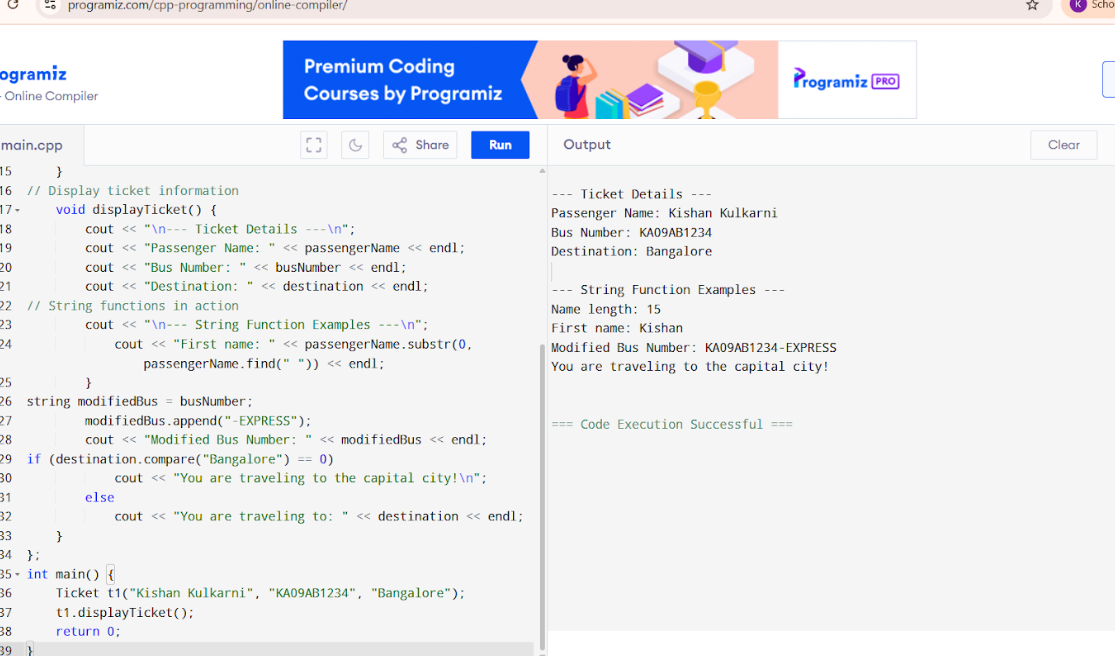 programiz.com/cpp-programming/online-compiler/
K Scho
Premium Coding
Courses by Programiz
Programiz PRO
ogramiz
Online Compiler
main.cpp
Share
Run
Output
Clear
15 }
16 // Display ticket information
17 void displayTicket() {
18 cout << "\n--- Ticket Details ---\n";
19 cout << "Passenger Name: " << passengerName << endl;
20 cout << "Bus Number: " << busNumber << endl;
21 cout << "Destination: " << destination << endl;
22 // String functions in action
23 cout << "\n--- String Function Examples ---\n";
24 cout << "First name: " << passengerName.substr(0,
passengerName.find(" ")) << endl;
25 }
26 string modifiedBus = busNumber;
27 modifiedBus.append("-EXPRESS");
28 cout << "Modified Bus Number: " << modifiedBus << endl;
29 if (destination.compare("Bangalore") == 0)
30 cout << "You are traveling to the capital city!\n";
31 else
32 cout << "You are traveling to: " << destination << endl;
33 }
34 };
35 int main() {
36 Ticket t1("Kishan Kulkarni", "KA09AB1234", "Bangalore");
37 t1.displayTicket();
38 return 0;
39 }
--- Ticket Details ---
Passenger Name: Kishan Kulkarni
Bus Number: KA09AB1234
Destination: Bangalore
--- String Function Examples ---
Name length: 15
First name: Kishan
Modified Bus Number: KA09AB1234-EXPRESS
You are traveling to the capital city!
=== Code Execution Successful ===